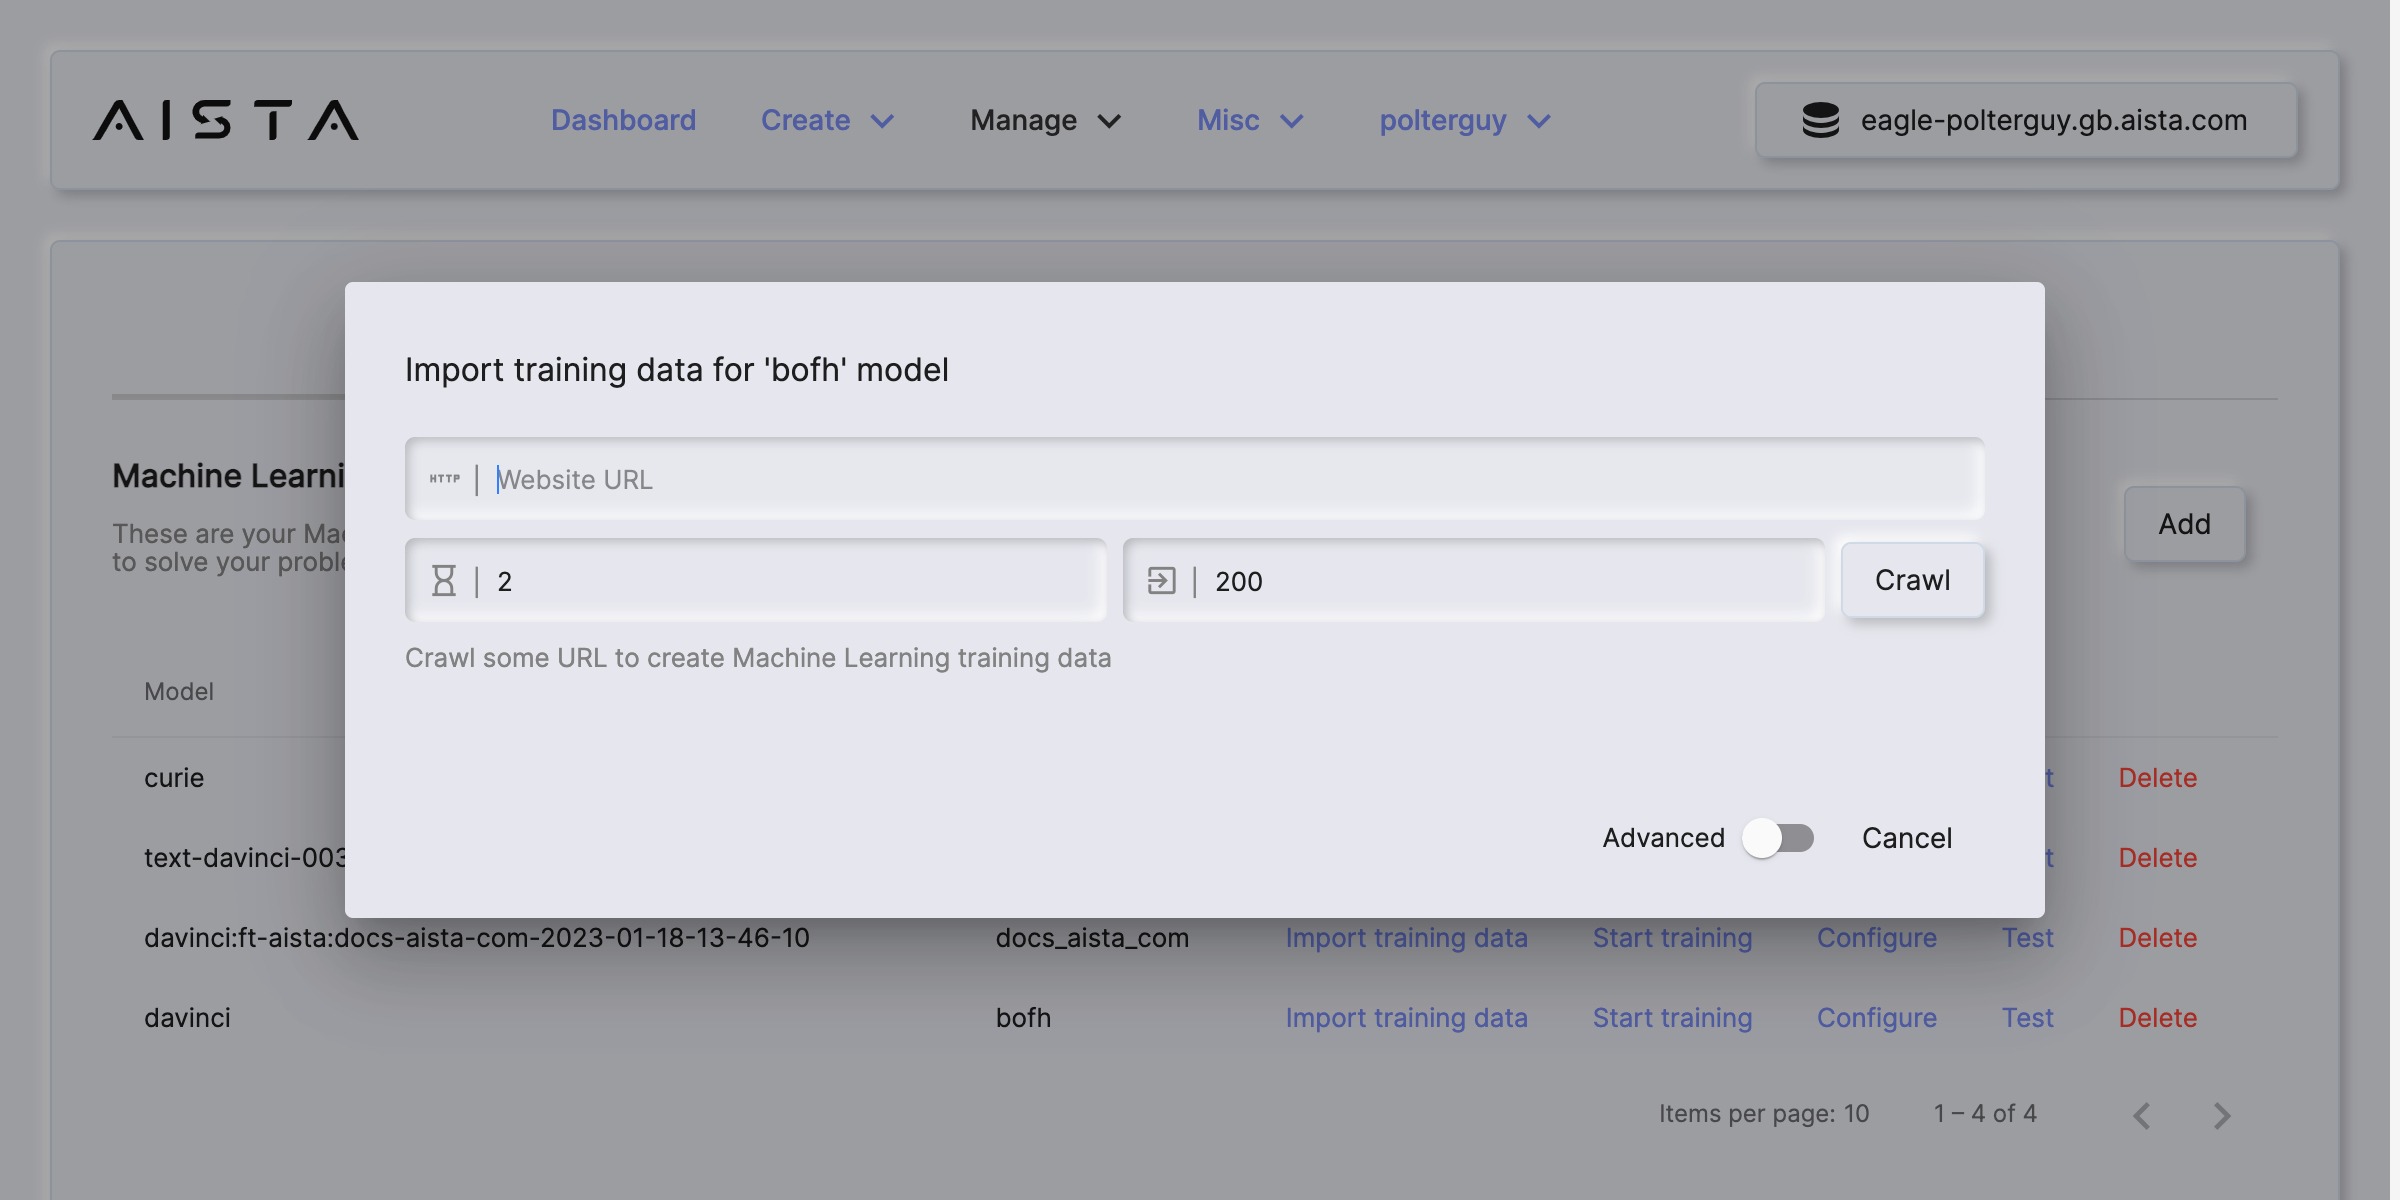 AISTA Dashboard Create Manage Misc polterguy eagle-polterguy.gb.aista.com
Import training data for 'bofh' model
HTTP | Website URL
Machine
These are your
to solve your
Add
2
200
Crawl
Crawl some URL to create Machine Learning training data
Model
curie Delete
text-davinci-003 Delete
Advanced Cancel
davinci:ft-aista:docs-aista-com-2023-01-18-13-46-10 docs_aista_com Import training data Start training Configure Test Delete
davinci bofh Import training data Start training Configure Test Delete
Items per page: 10 1 – 4 of 4